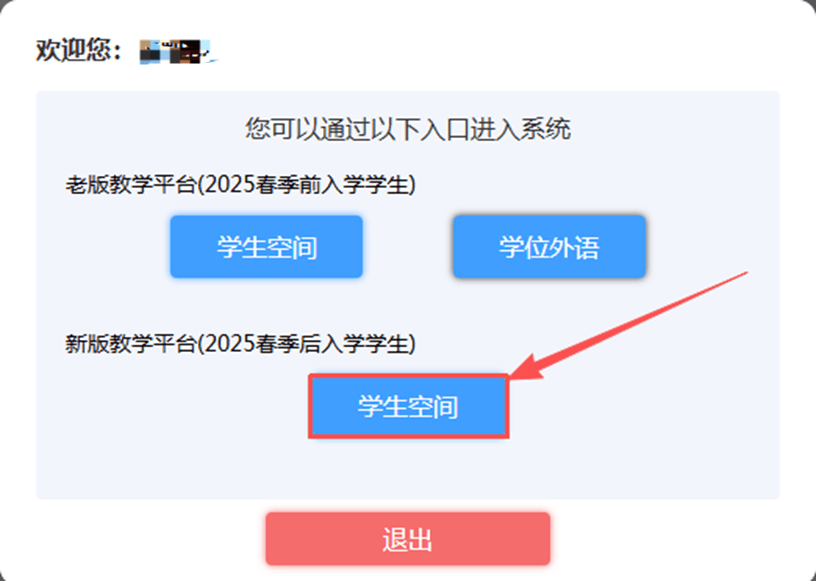 欢迎您：
您可以通过以下入口进入系统
老版教学平台(2025春季前入学学生)
学生空间 学位外语
新版教学平台(2025春季后入学学生)
学生空间
退出